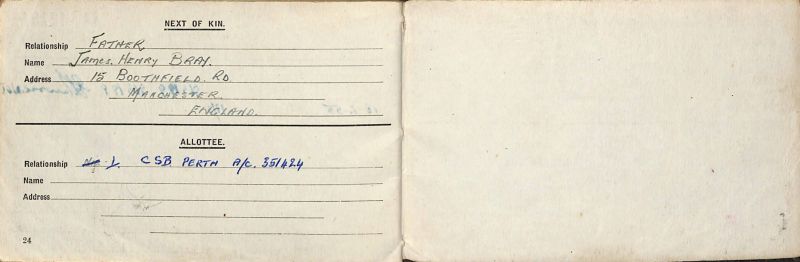 NEXT OF KIN.
Relationship FATHER
Name JAMES. HENRY BRAY.
Address 15 BOOTHFIELD. RD.
MANCHESTER.
ENGLAND.
ALLOTTEE.
Relationship 1. CSB PERTH A/C. 351424
Name
Address
24